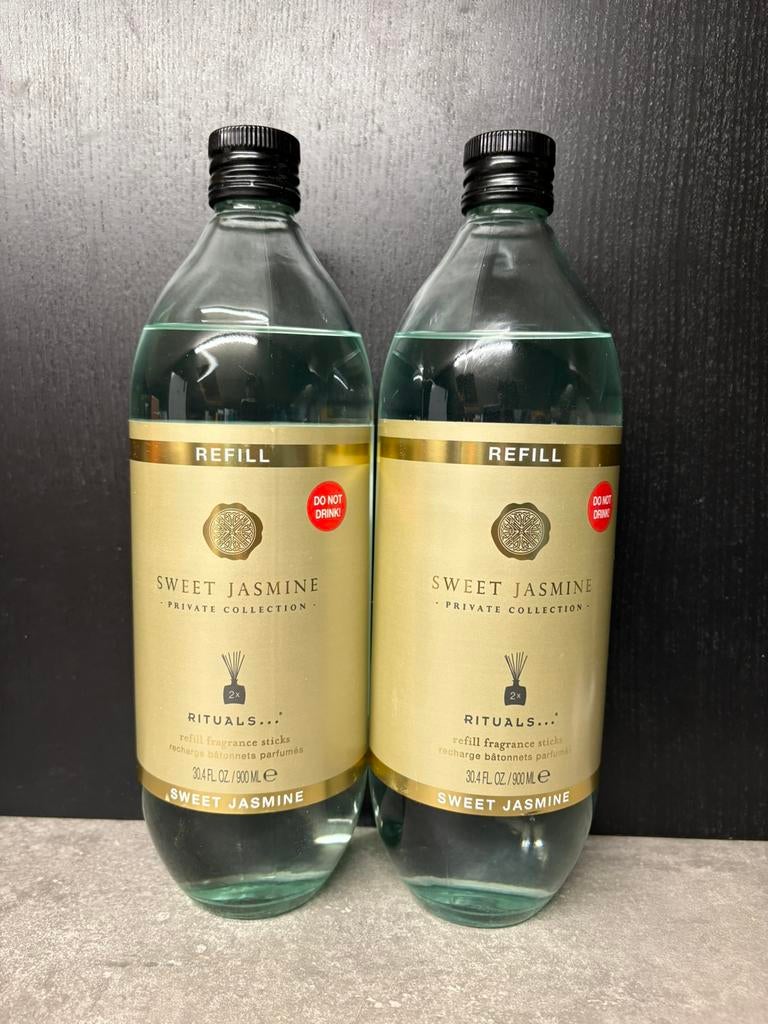 REFILL
DO NOT
DRINK!
SWEET JASMINE
- PRIVATE COLLECTION -
2x
RITUALS...®
refill fragrance sticks
recharge bâtonnets parfumés
30.4 FL. OZ. / 900 ML ℮
SWEET JASMINE
REFILL
DO NOT
DRINK!
SWEET JASMINE
- PRIVATE COLLECTION -
2x
RITUALS...®
refill fragrance sticks
recharge bâtonnets parfumés
30.4 FL. OZ. / 900 ML ℮
SWEET JASMINE